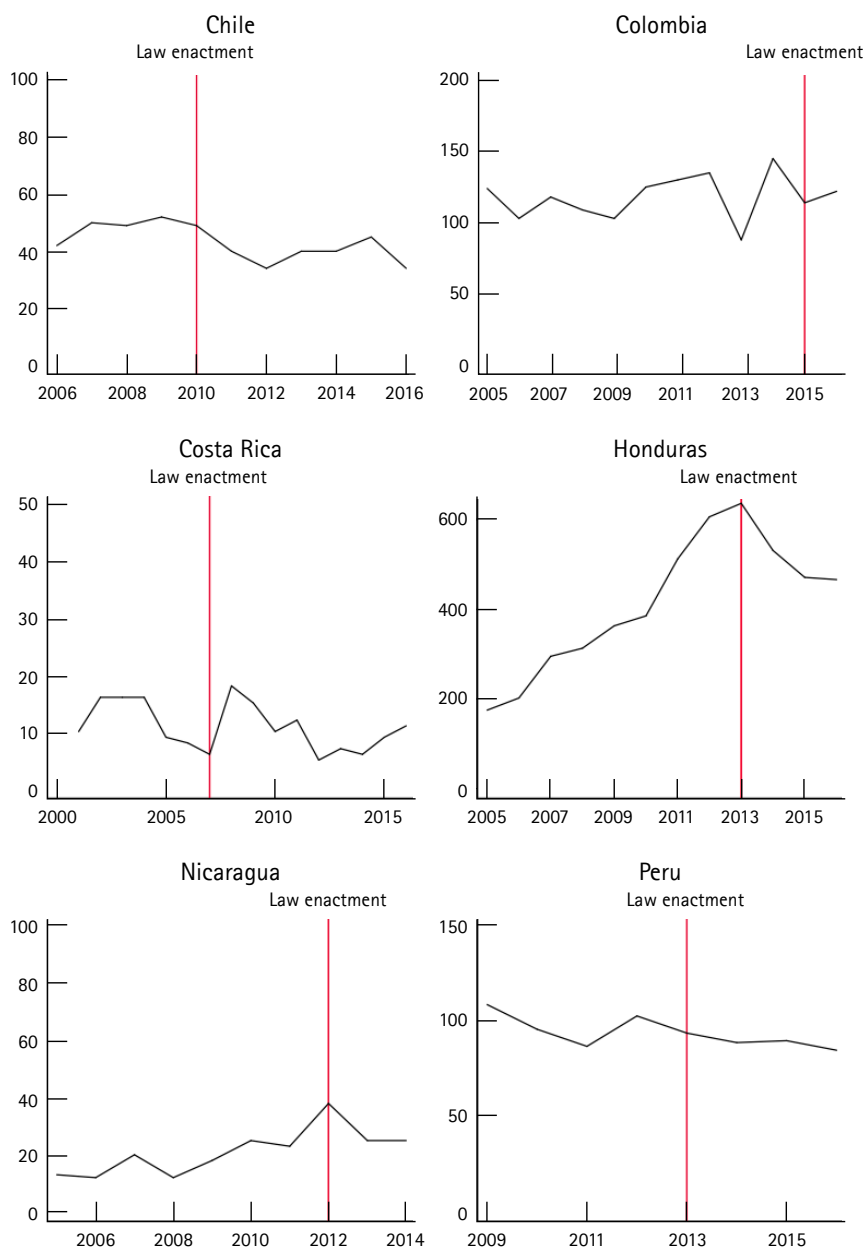 Chile
Law enactment
100
80
60
40
20
0
2006 2008 2010 2012 2014 2016
Colombia
Law enactment
200
150
100
50
0
2005 2007 2009 2011 2013 2015
Costa Rica
Law enactment
50
40
30
20
10
0
2000 2005 2010 2015
Honduras
Law enactment
600
400
200
0
2005 2007 2009 2011 2013 2015
Nicaragua
Law enactment
100
80
60
40
20
0
2006 2008 2010 2012 2014
Peru
Law enactment
150
100
50
0
2009 2011 2013 2015